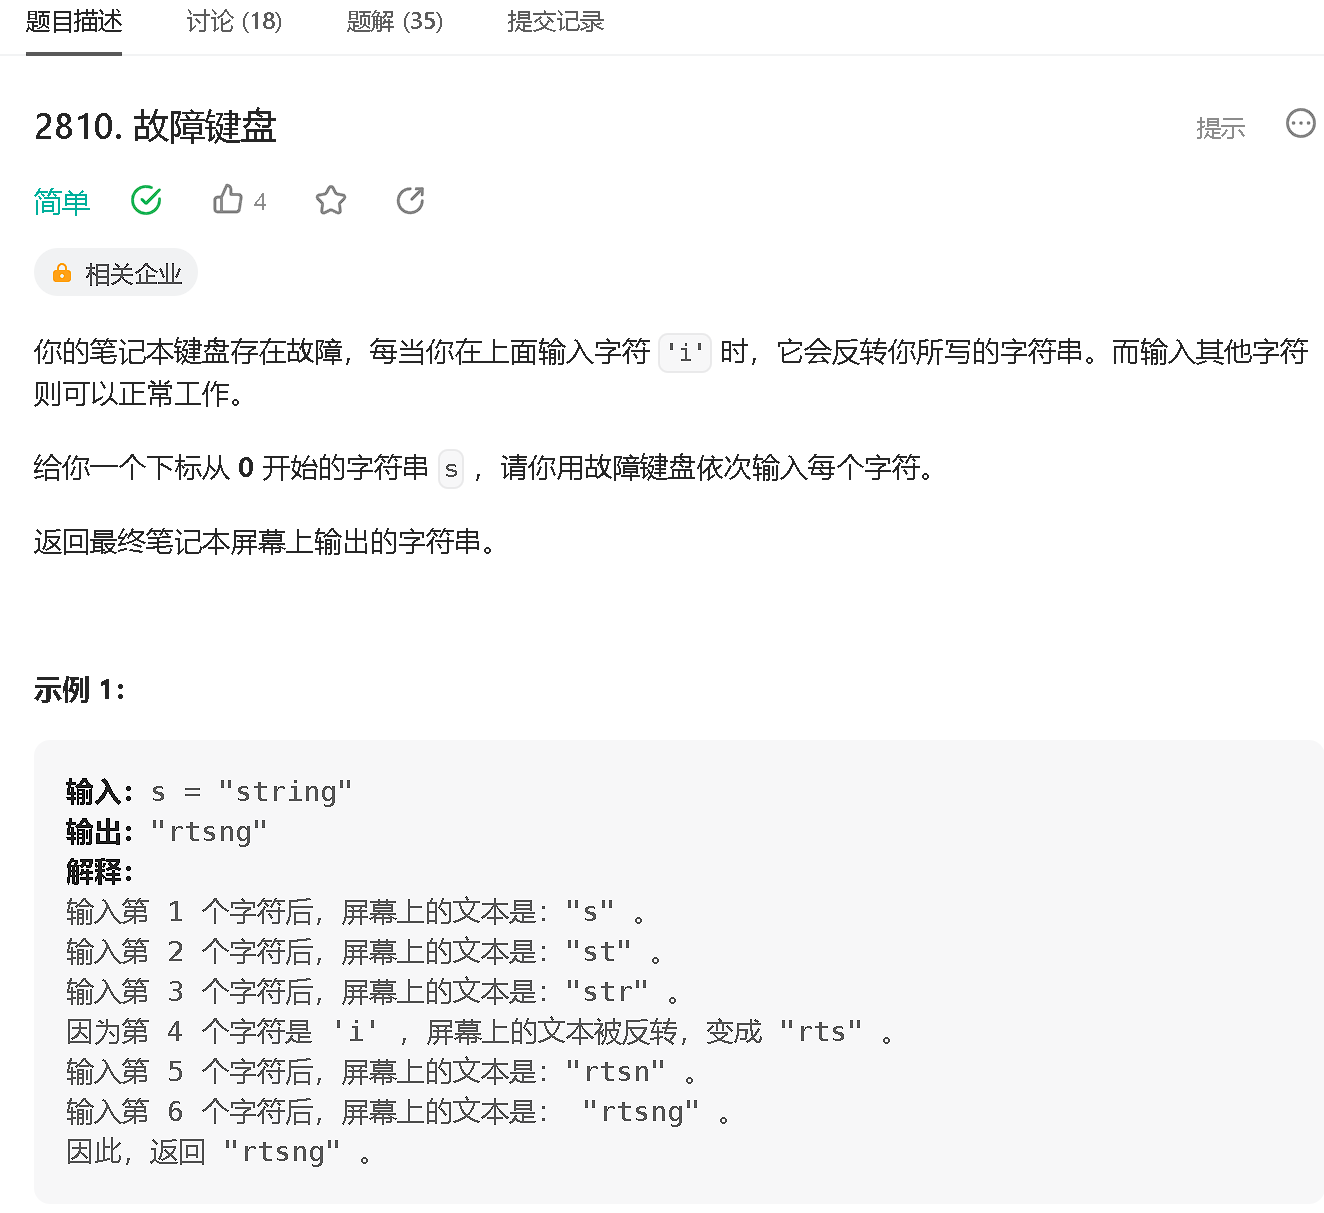 题目描述 讨论 (18) 题解 (35) 提交记录
2810. 故障键盘
提示
简单 4
相关企业
你的笔记本键盘存在故障，每当你在上面输入字符 'i' 时，它会反转你所写的字符串。而输入其他字符
则可以正常工作。
给你一个下标从 0 开始的字符串 s ，请你用故障键盘依次输入每个字符。
返回最终笔记本屏幕上输出的字符串。
示例 1：
输入：s = "string"
输出："rtsng"
解释：
输入第 1 个字符后，屏幕上的文本是："s" 。
输入第 2 个字符后，屏幕上的文本是："st" 。
输入第 3 个字符后，屏幕上的文本是："str" 。
因为第 4 个字符是 'i' ，屏幕上的文本被反转，变成 "rts" 。
输入第 5 个字符后，屏幕上的文本是："rtsn" 。
输入第 6 个字符后，屏幕上的文本是： "rtsng" 。
因此，返回 "rtsng" 。